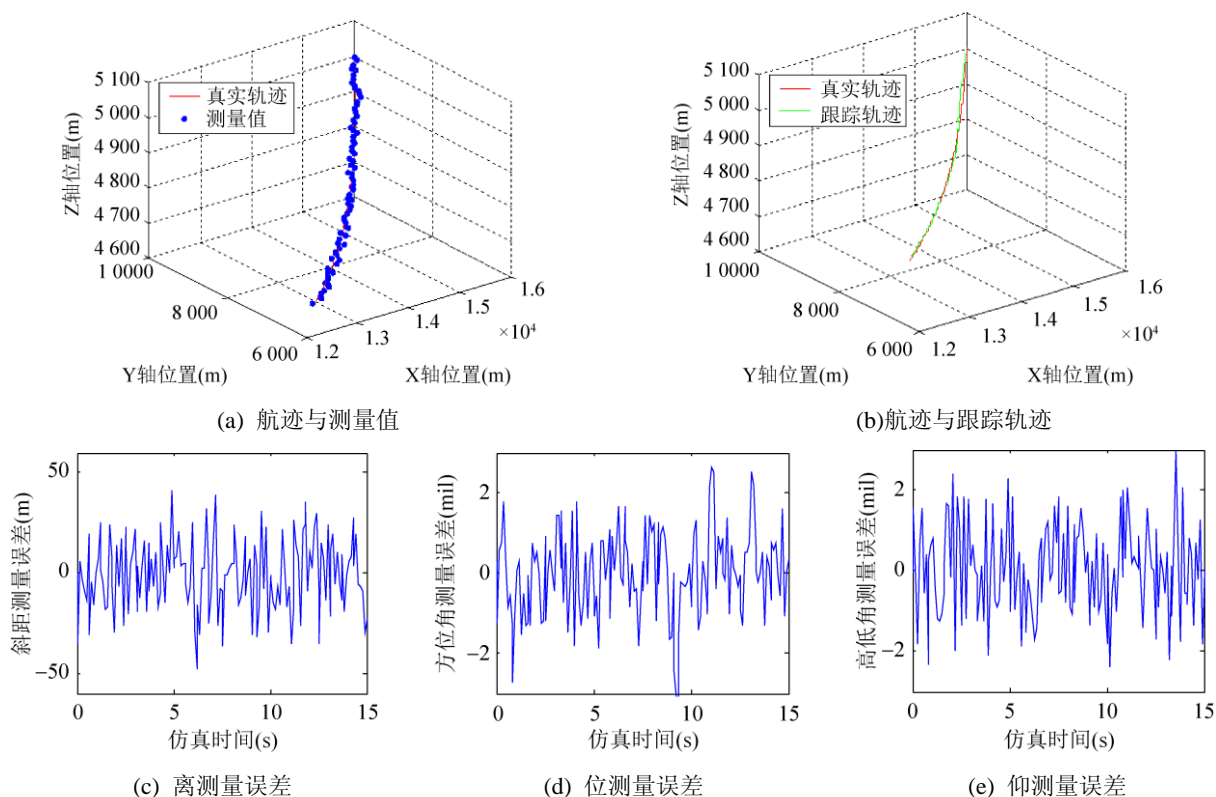 5 100
5 000
4 900
4 800
4 700
4 600
Z轴位置(m)
真实轨迹
测量值
1 0000
8 000
6 000
Y轴位置(m)
1.2
1.3
1.4
1.5
1.6
×10⁴
X轴位置(m)
(a) 航迹与测量值
5 100
5 000
4 900
4 800
4 700
4 600
Z轴位置(m)
真实轨迹
跟踪轨迹
1 0000
8 000
6 000
Y轴位置(m)
1.2
1.3
1.4
1.5
1.6
×10⁴
X轴位置(m)
(b)航迹与跟踪轨迹
斜距测量误差(m)
50
0
−50
0
5
10
15
仿真时间(s)
(c) 离测量误差
方位角测量误差(mil)
2
0
−2
0
5
10
15
仿真时间(s)
(d) 位测量误差
高低角测量误差(mil)
2
0
−2
0
5
10
15
仿真时间(s)
(e) 仰测量误差